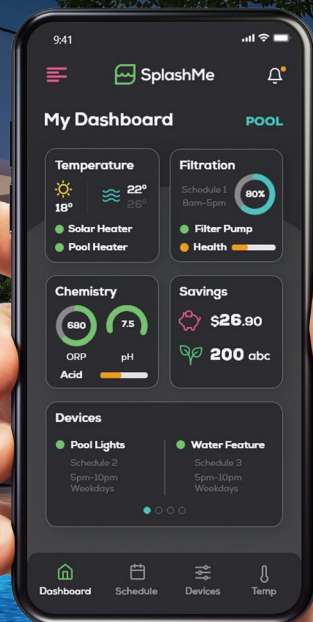 9:41
SplashMe
My Dashboard
POOL
Temperature
18°
22°
26°
Solar Heater
Pool Heater
Filtration
Schedule 1
8am-5pm
80%
Filter Pump
Health
Chemistry
680
7.5
ORP
pH
Acid
Savings
$26.90
200 abc
Devices
Pool Lights
Schedule 2
5pm-10pm
Weekdays
Water Feature
Schedule 3
5pm-10pm
Weekdays
Dashboard
Schedule
Devices
Temp